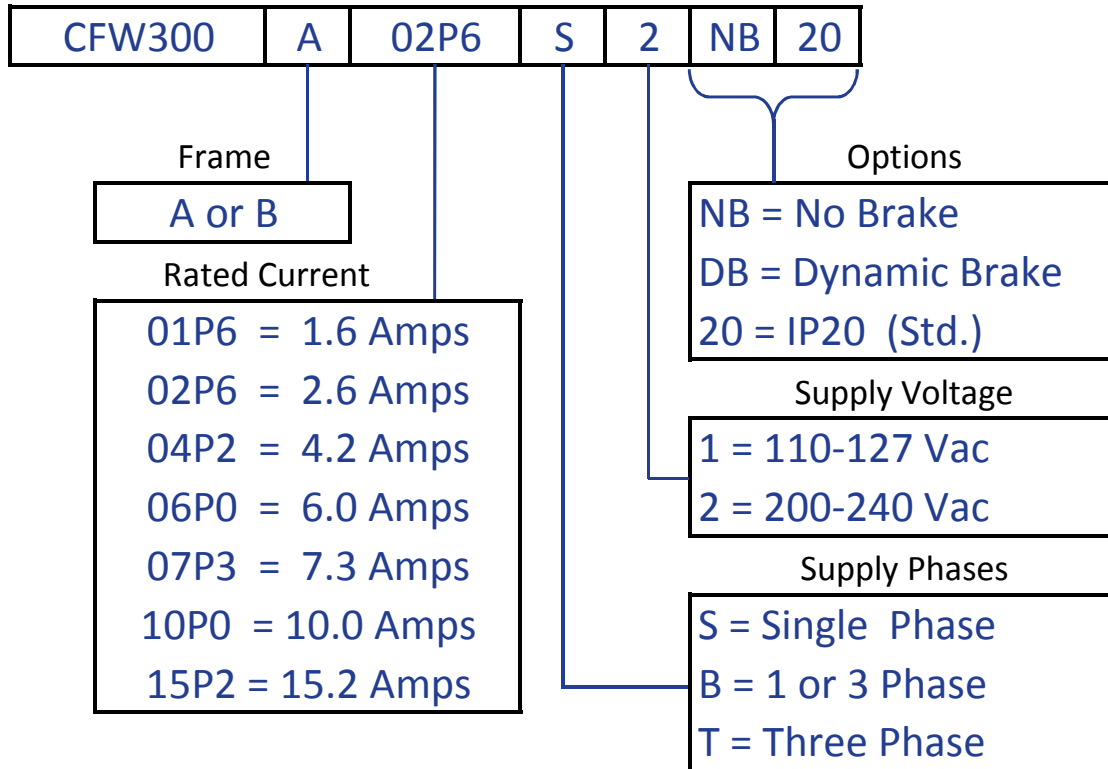 CFW300 A 02P6 S 2 NB 20
Frame
A or B
Rated Current
01P6 = 1.6 Amps
02P6 = 2.6 Amps
04P2 = 4.2 Amps
06P0 = 6.0 Amps
07P3 = 7.3 Amps
10P0 = 10.0 Amps
15P2 = 15.2 Amps
Options
NB = No Brake
DB = Dynamic Brake
20 = IP20 (Std.)
Supply Voltage
1 = 110-127 Vac
2 = 200-240 Vac
Supply Phases
S = Single Phase
B = 1 or 3 Phase
T = Three Phase